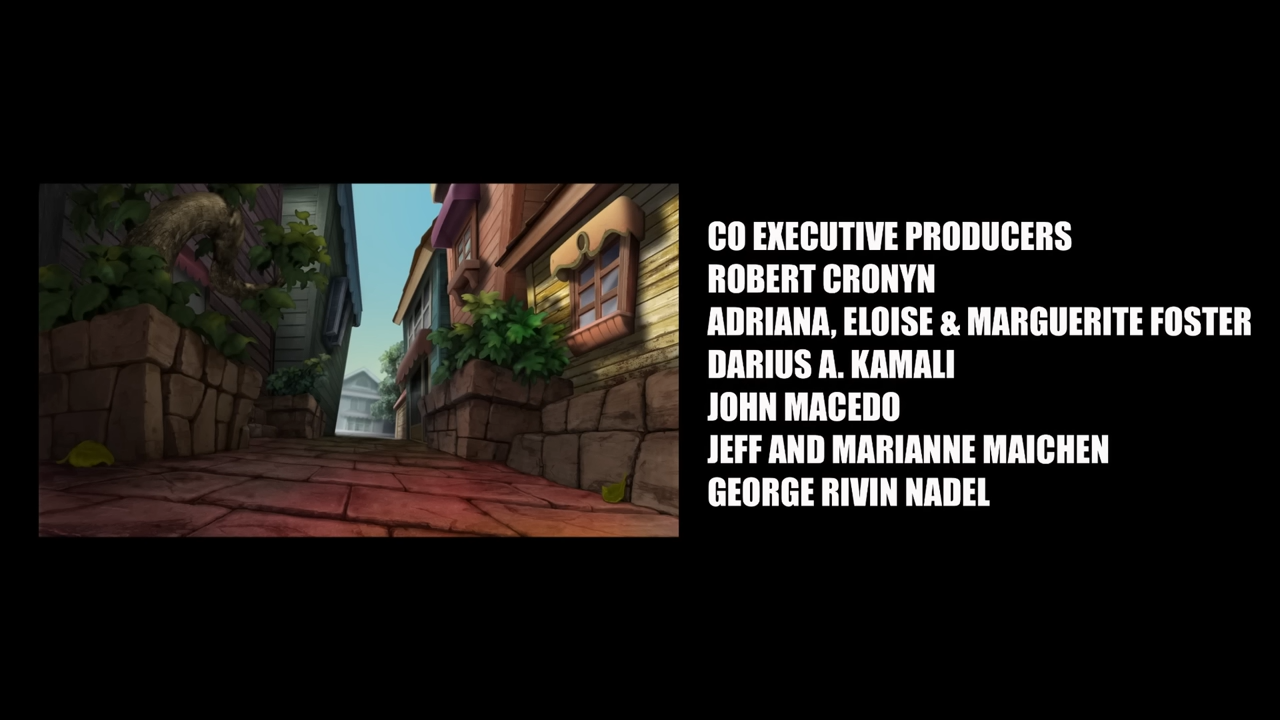 CO EXECUTIVE PRODUCERS
ROBERT CRONYN
ADRIANA, ELOISE & MARGUERITE FOSTER
DARIUS A. KAMALI
JOHN MACEDO
JEFF AND MARIANNE MAICHEN
GEORGE RIVIN NADEL